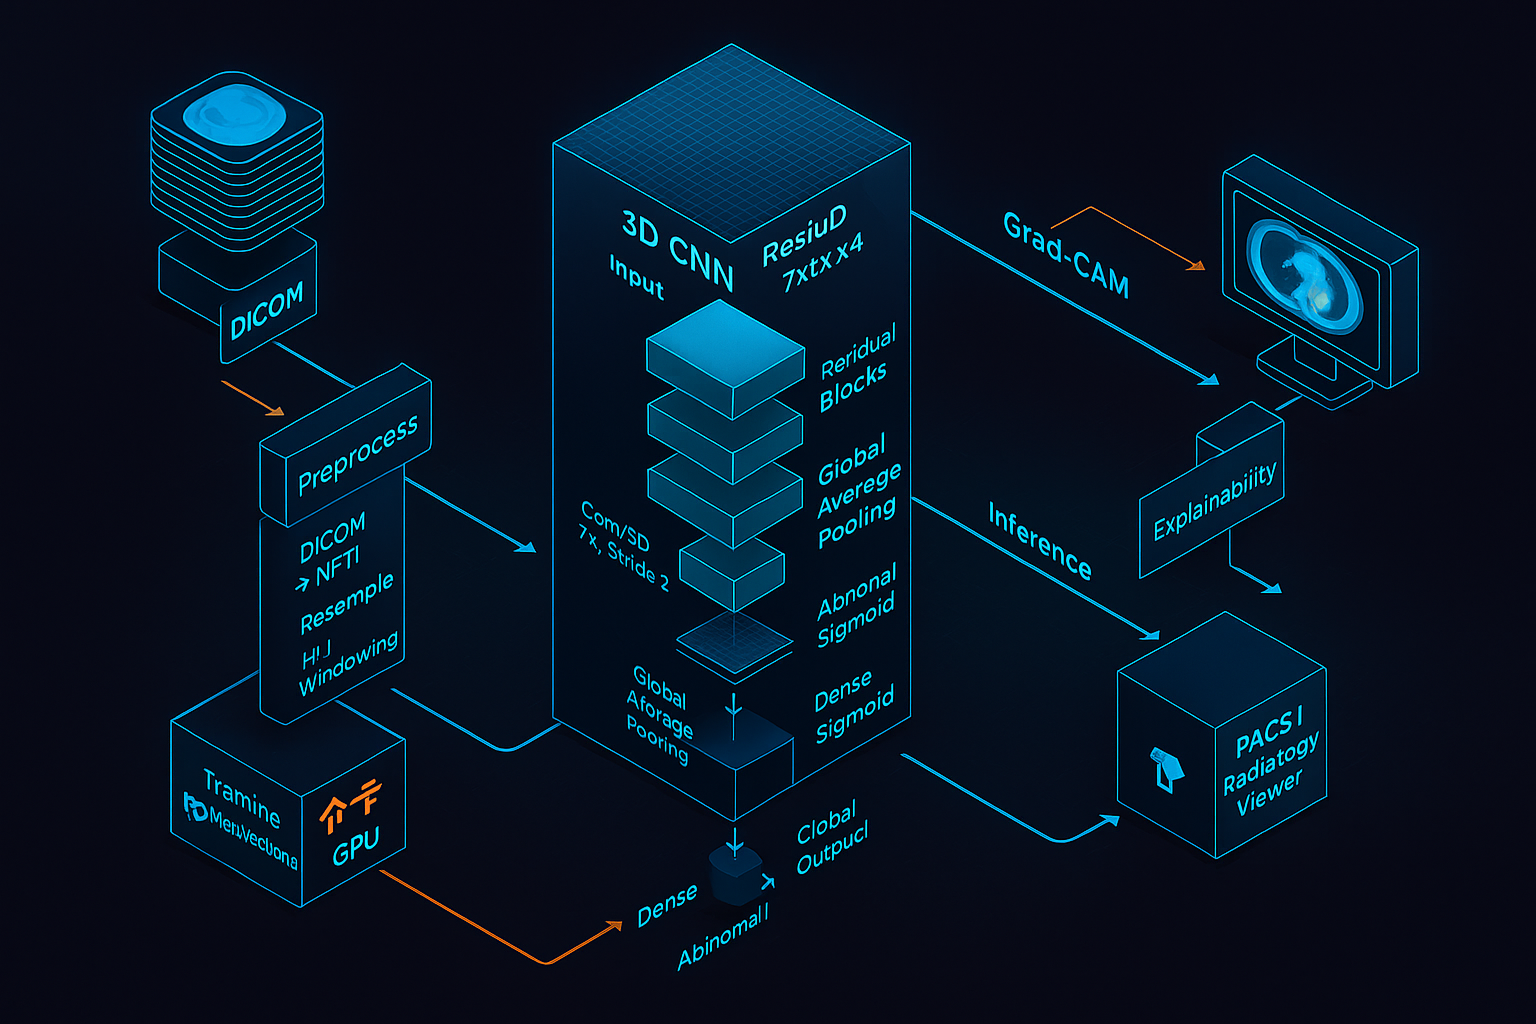 DICOM
Preprocess
DICOM
→ NFTI
Resemple
Windowing
Tramine
GPU
3D CNN
Input
ResiuD
7xtx x4
Reridual
Blocks
Giobal
Averege
Pooling
Com/SD
7x, Stride 2
Abnonal
Sigmoid
Global
Aforage
Pooring
Dense
Sigmoid
Dense
Clobal
Outpucl
Abinomall
Grad-CAM
Inference
Explainabiiity
PACS I
Radiatogy
Viewer